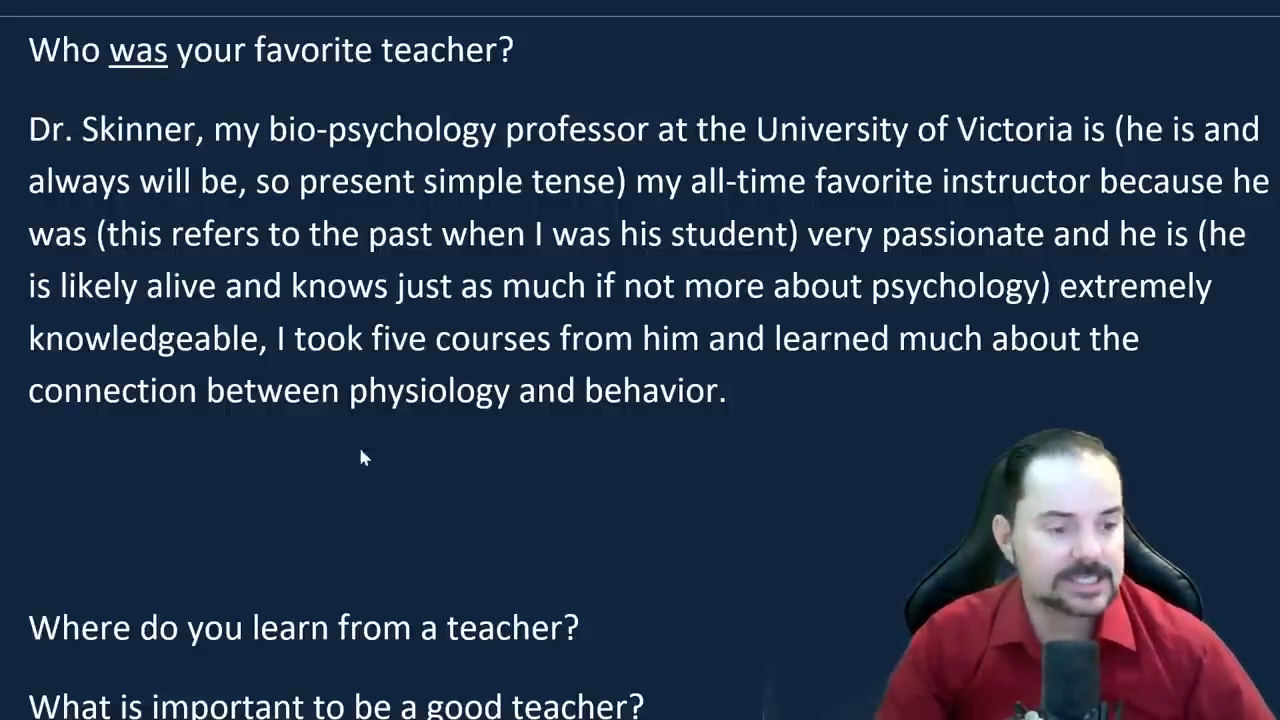 Who was your favorite teacher?
Dr. Skinner, my bio-psychology professor at the University of Victoria is (he is and
always will be, so present simple tense) my all-time favorite instructor because he
was (this refers to the past when I was his student) very passionate and he is (he
is likely alive and knows just as much if not more about psychology) extremely
knowledgeable, I took five courses from him and learned much about the
connection between physiology and behavior.
Where do you learn from a teacher?
What is important to be a good teacher?